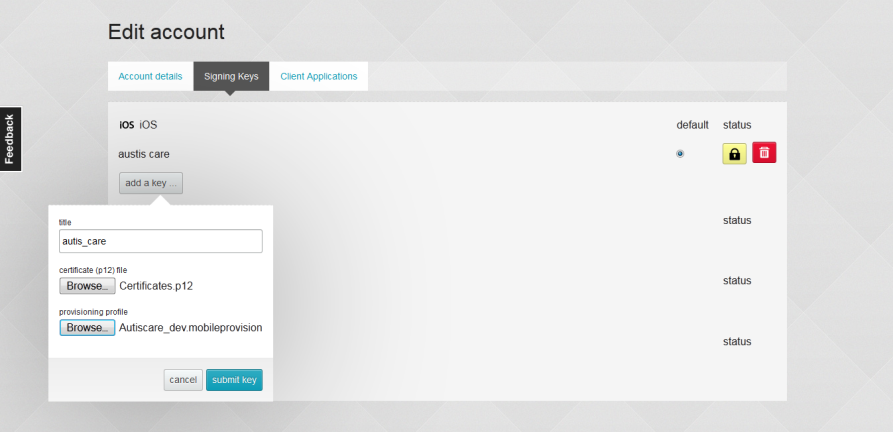 Edit account
Account details Signing Keys Client Applications
Feedback
iOS iOS default status
austis care
add a key ...
title
autis_care
status
certificate (p12) file
Browse... Certificates.p12
status
provisioning profile
Browse... Autiscare_dev.mobileprovision
status
cancel submit key